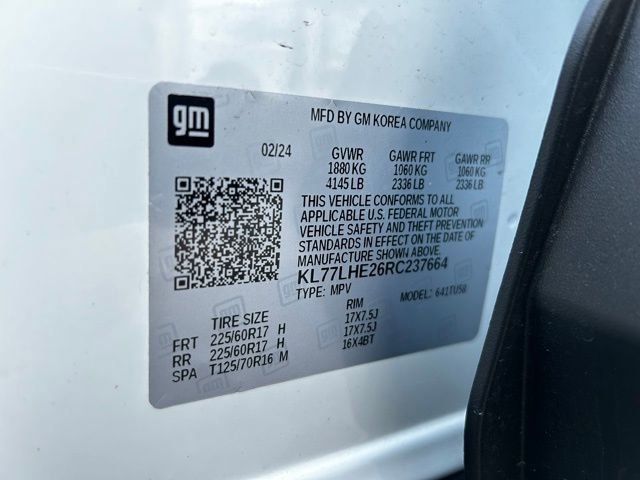 gm
MFD BY GM KOREA COMPANY
02/24 GVWR GAWR FRT GAWR RR
1880 KG 1060 KG 1060 KG
4145 LB 2336 LB 2336 LB
THIS VEHICLE CONFORMS TO ALL
APPLICABLE U.S. FEDERAL MOTOR
VEHICLE SAFETY AND THEFT PREVENTION
STANDARDS IN EFFECT ON THE DATE OF
MANUFACTURE SHOWN ABOVE.
KL77LHE26RC237664
TYPE: MPV MODEL: 641TU58
TIRE SIZE RIM
FRT 225/60R17 H 17X7.5J
RR 225/60R17 H 17X7.5J
SPA T125/70R16 M 16X4BT